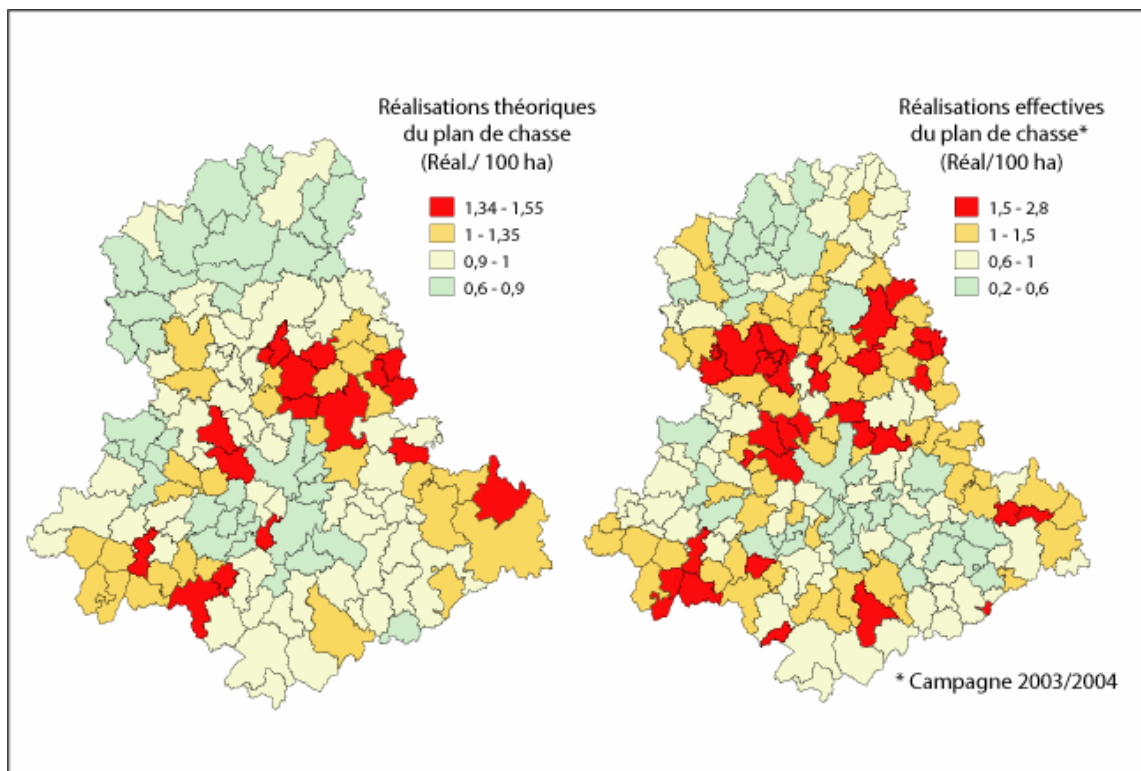 Réalisations théoriques
du plan de chasse
(Réal./ 100 ha)
1,34 - 1,55
1 - 1,35
0,9 - 1
0,6 - 0,9
Réalisations effectives
du plan de chasse*
(Réal/100 ha)
1,5 - 2,8
1 - 1,5
0,6 - 1
0,2 - 0,6
* Campagne 2003/2004